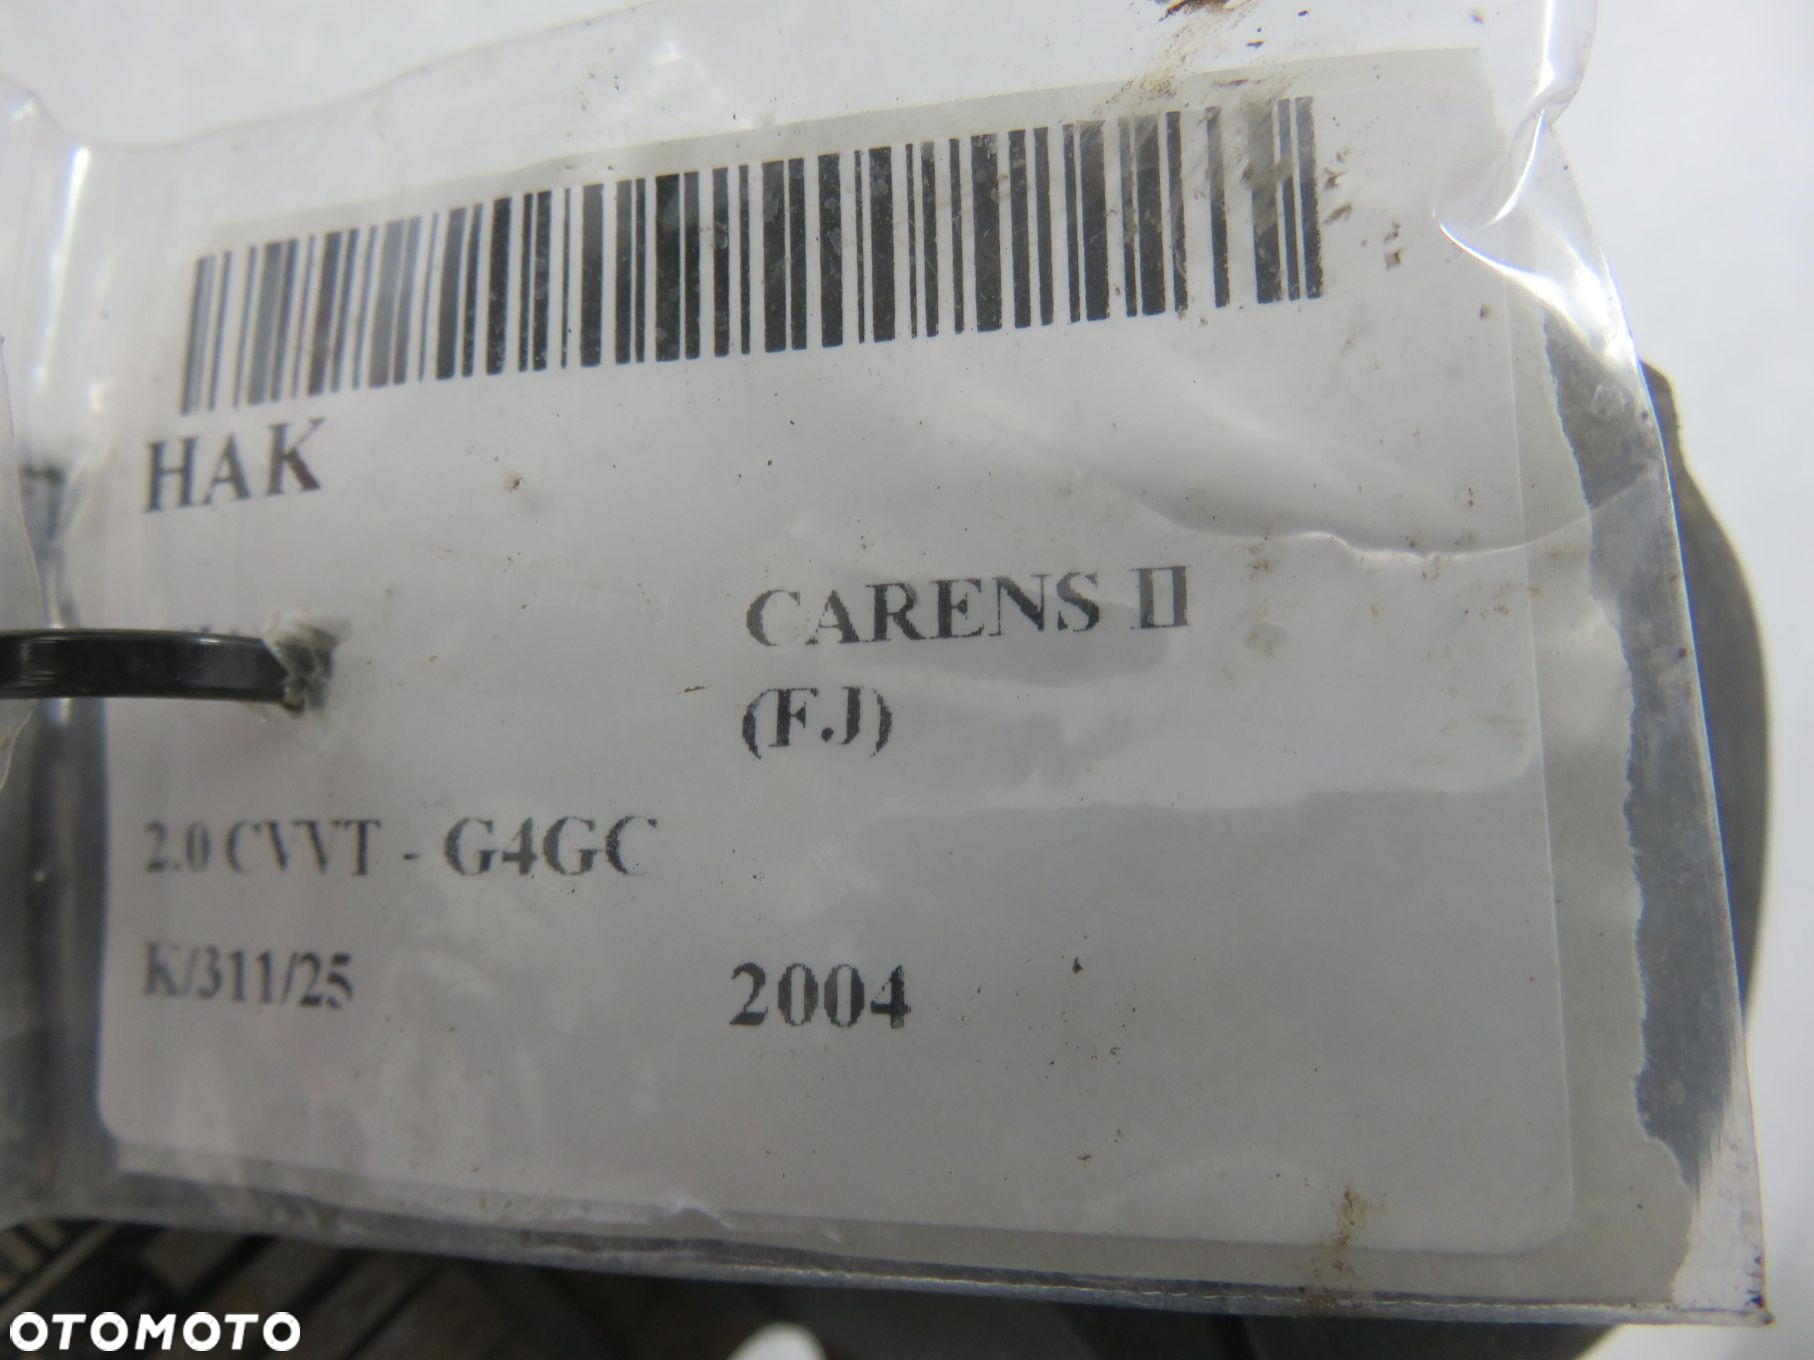 HAK
CARENS II
(FJ)
2.0 CVVT - G4GC
K/311/25 2004
OTOMOTO